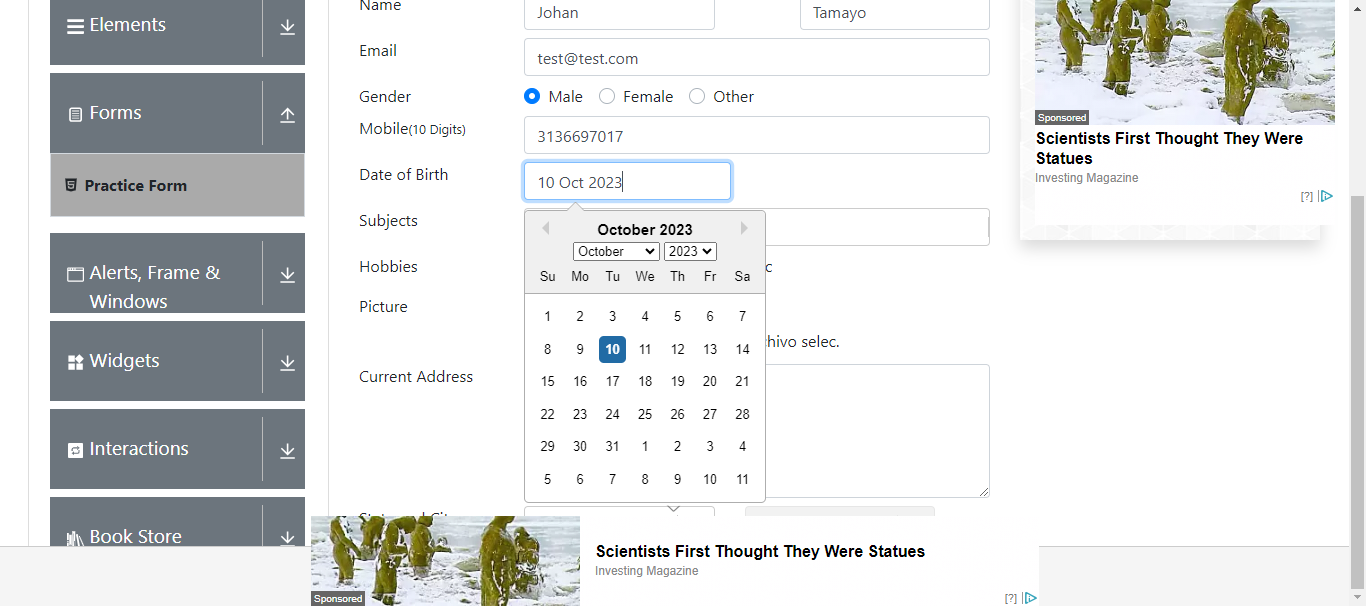 Elements
Forms
Practice Form
Alerts, Frame &
Windows
Widgets
Interactions
Book Store
Name
Johan
Tamayo
Email
test@test.com
Gender
Male
Female
Other
Mobile(10 Digits)
3136697017
Date of Birth
10 Oct 2023
Subjects
Hobbies
Picture
hivo selec.
Current Address
October 2023
October 2023
Su Mo Tu We Th Fr Sa
1 2 3 4 5 6 7
8 9 10 11 12 13 14
15 16 17 18 19 20 21
22 23 24 25 26 27 28
29 30 31 1 2 3 4
5 6 7 8 9 10 11
Sponsored
Scientists First Thought They Were
Statues
Investing Magazine
[?]
Sponsored
Scientists First Thought They Were Statues
Investing Magazine
[?]